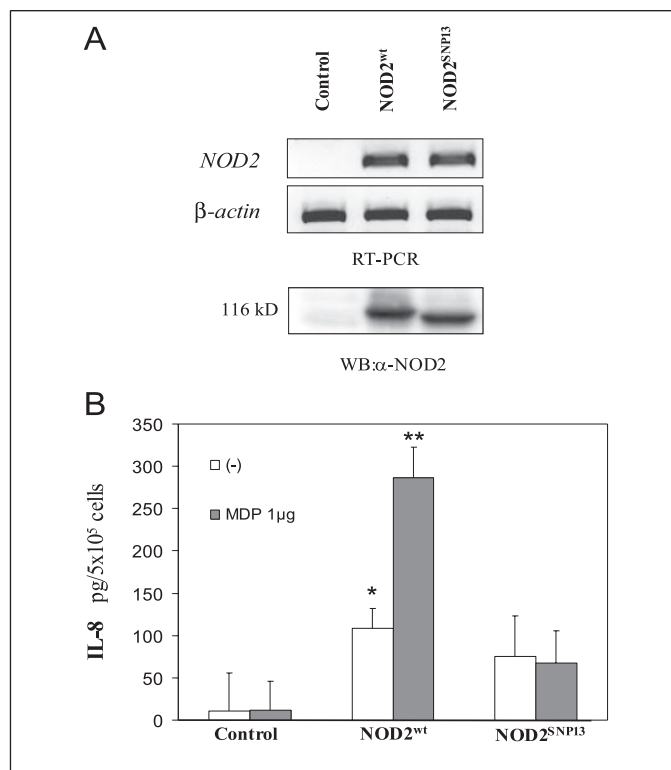 A
Control
NOD2wt
NOD2SNP13
NOD2
β-actin
RT-PCR
116 kD
WB:α-NOD2
B
350
300
250
200
150
100
50
0
IL-8 pg/5x10⁵ cells
(-)
MDP 1µg
*
**
Control
NOD2wt
NOD2SNP13